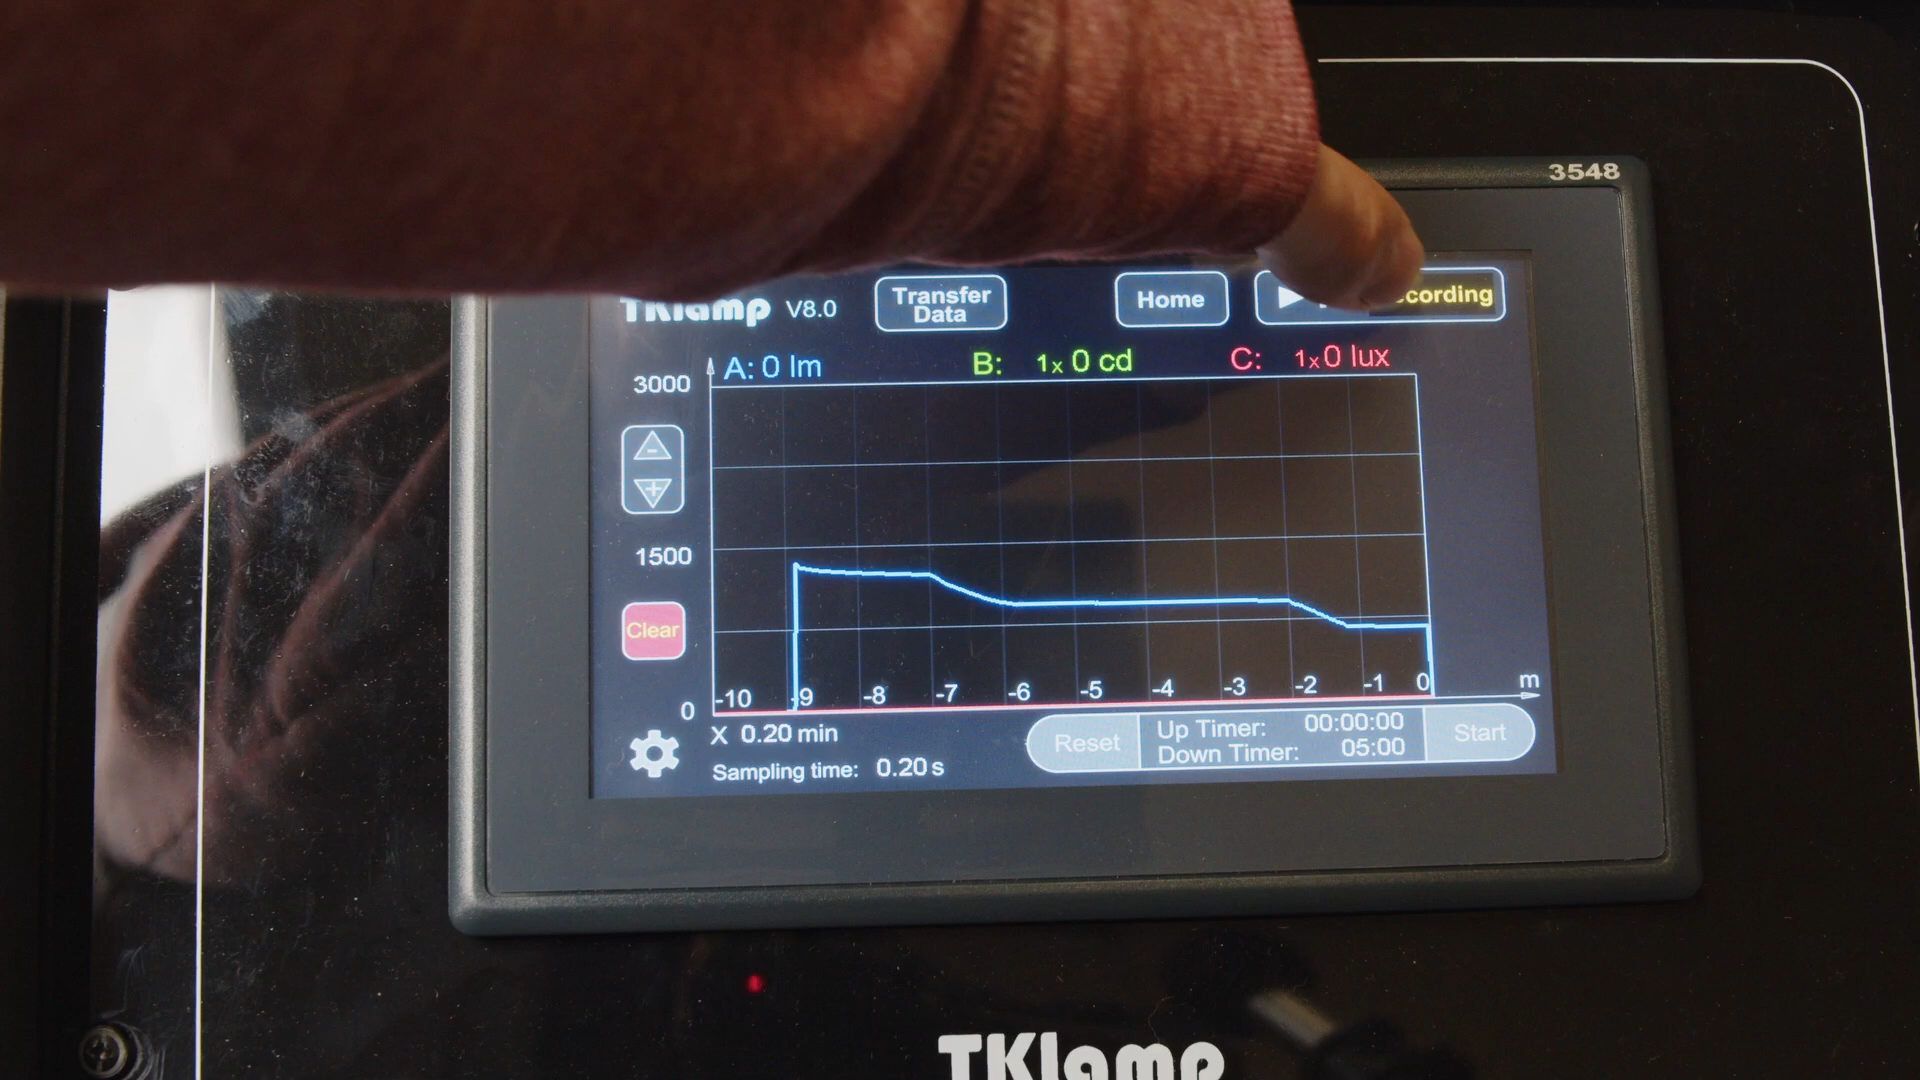 3548
TKlamp V8.0
Transfer
Data
Home
A: 0 lm
B: 1x 0 cd
C: 1x 0 lux
3000
-
+
1500
Clear
0
-10 -9 -8 -7 -6 -5 -4 -3 -2 -1 0 m
X 0.20 min
Sampling time: 0.20 s
Reset
Up Timer: 00:00:00
Down Timer: 05:00
Start
TKlamp